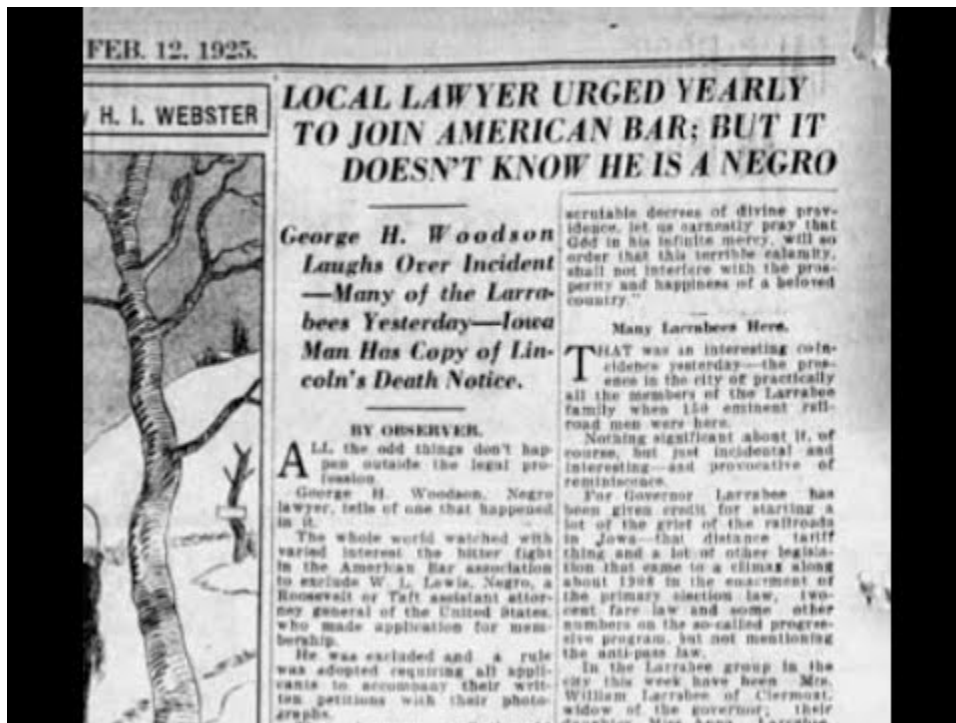 FEB. 12, 1925.
H. I. WEBSTER
LOCAL LAWYER URGED YEARLY
TO JOIN AMERICAN BAR; BUT IT
DOESN'T KNOW HE IS A NEGRO
George H. Woodson
Laughs Over Incident
—Many of the Larra-
bees Yesterday—Iowa
Man Has Copy of Lin-
coln's Death Notice.
BY OBSERVER.
ALL the odd things don't hap-
pen outside the legal pro-
fession.
George H. Woodson, Negro
lawyer, tells of one that happened
in it.
The whole world watched with
varied interest the bitter fight
in the American Bar association
to exclude W. L. Lewis, Negro, a
Roosevelt or Taft assistant attor-
ney general of the United States,
who made application for mem-
bership.
He was excluded and a rule
was adopted requiring all appli-
cants to accompany their writ-
ten petitions with their photo-
graphs.
scrutable decrees of divine prov-
idence, let us earnestly pray that
God in his infinite mercy, will so
order that this terrible calamity,
shall not interfere with the pros-
perity and happiness of a beloved
country."
Many Larrabees Here.
THAT was an interesting coin-
cidence yesterday—the pres-
ence in the city of practically
all the members of the Larrabee
family when 150 eminent rail-
road men were here.
Nothing significant about it, of
course, but just incidental and
interesting—and provocative of
reminiscence.
For Governor Larrabee has
been given credit for starting a
lot of the grief of the railroads
in Iowa—that distance tariff
thing and a lot of other legisla-
tion that came to a climax along
about 1908 in the enactment of
the primary election law, two-
cent fare law and some other
numbers on the so-called progres-
sive program, but not mentioning
the anti-pass law.
In the Larrabee group in the
city this week have been Mrs.
William Larrabee of Clermont,
widow of the governor; their
daughter, Miss Anna Larrabee,